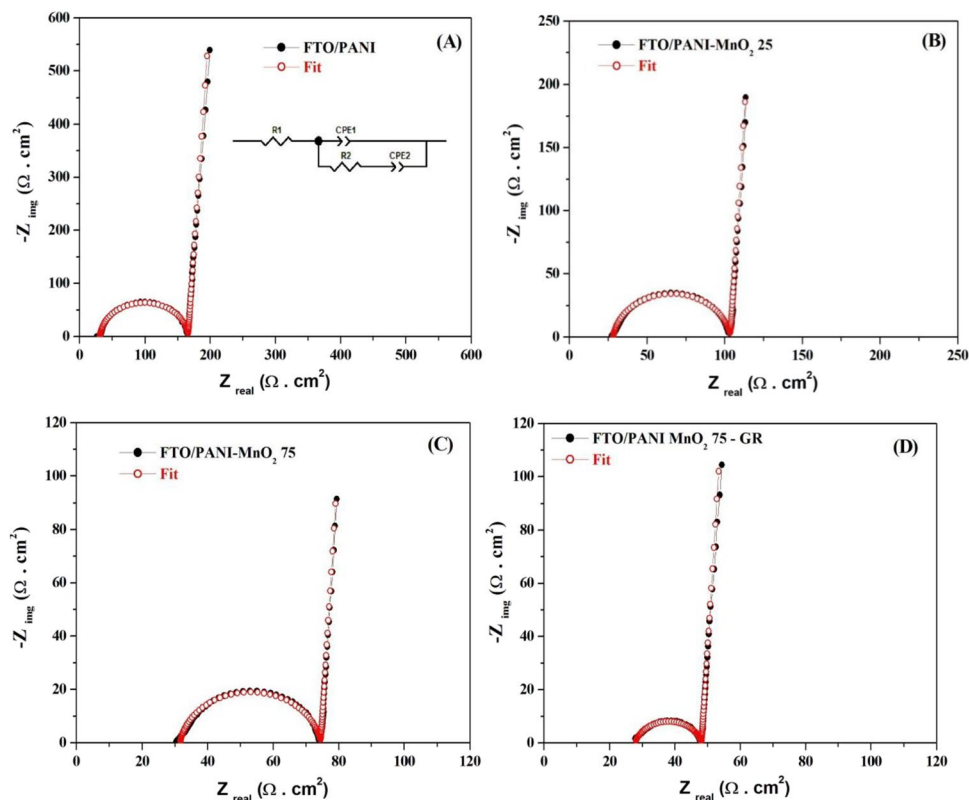 (A)
FTO/PANI
Fit
R1
CPE1
R2
CPE2
600
500
400
300
200
100
0
-Z img (Ω . cm²)
0 100 200 300 400 500 600
Z real (Ω . cm²)
(B)
FTO/PANI-MnO₂ 25
Fit
250
200
150
100
50
25
0
-Z img (Ω . cm²)
0 50 100 150 200 250
Z real (Ω . cm²)
(C)
FTO/PANI-MnO₂ 75
Fit
120
100
80
60
40
20
0
-Z img (Ω . cm²)
0 20 40 60 80 100 120
Z real (Ω . cm²)
(D)
FTO/PANI MnO₂ 75 - GR
Fit
120
100
80
60
40
20
0
-Z img (Ω . cm²)
0 20 40 60 80 100 120
Z real (Ω . cm²)